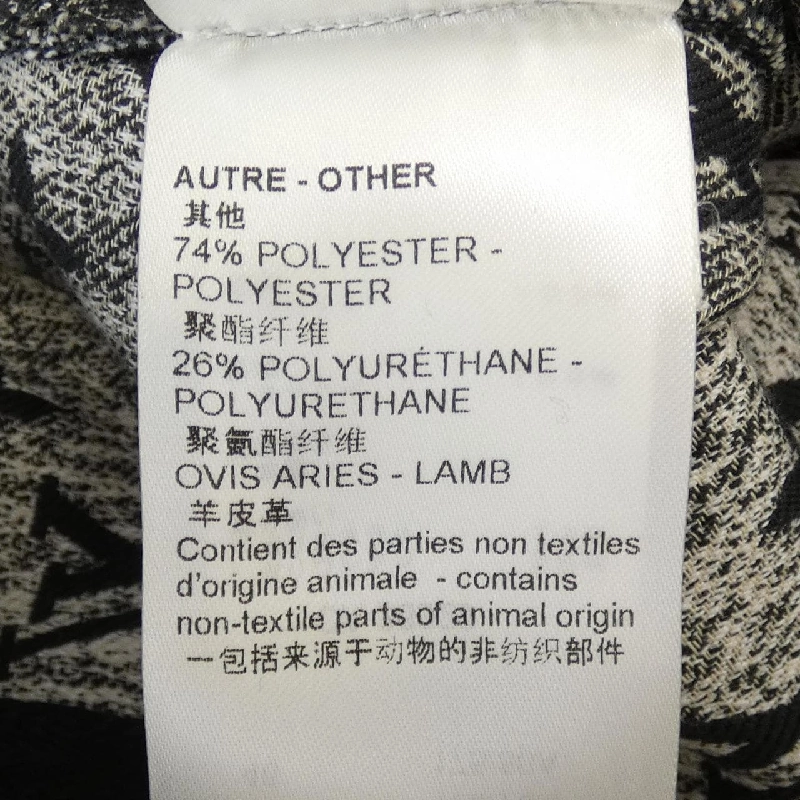 AUTRE - OTHER
其他
74% POLYESTER -
POLYESTER
聚酯纤维
26% POLYURÉTHANE -
POLYURETHANE
聚氨酯纤维
OVIS ARIES - LAMB
羊皮革
Contient des parties non textiles
d'origine animale - contains
non-textile parts of animal origin
一包括来源于动物的非纺织部件